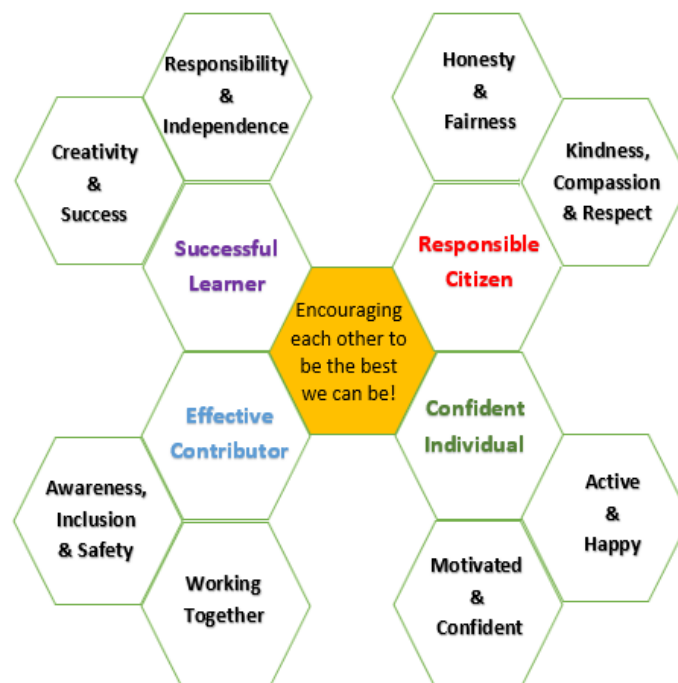 Responsibility
&
Independence
Honesty
&
Fairness
Creativity
&
Success
Kindness,
Compassion
& Respect
Successful
Learner
Responsible
Citizen
Encouraging
each other to
be the best
we can be!
Effective
Contributor
Confident
Individual
Awareness,
Inclusion
& Safety
Active
&
Happy
Working
Together
Motivated
&
Confident